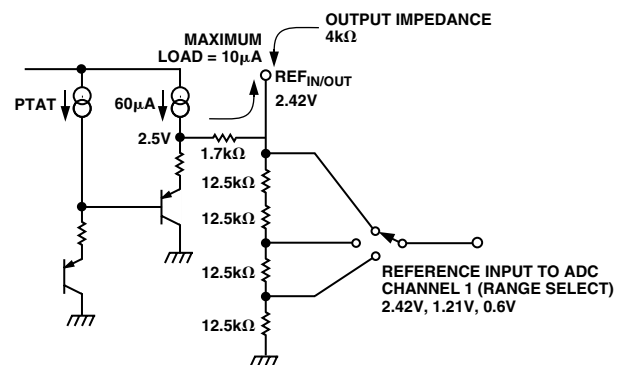 OUTPUT IMPEDANCE
4kΩ
MAXIMUM
LOAD = 10μA
REFIN/OUT
2.42V
PTAT
60μA
2.5V
1.7kΩ
12.5kΩ
12.5kΩ
12.5kΩ
12.5kΩ
REFERENCE INPUT TO ADC
CHANNEL 1 (RANGE SELECT)
2.42V, 1.21V, 0.6V